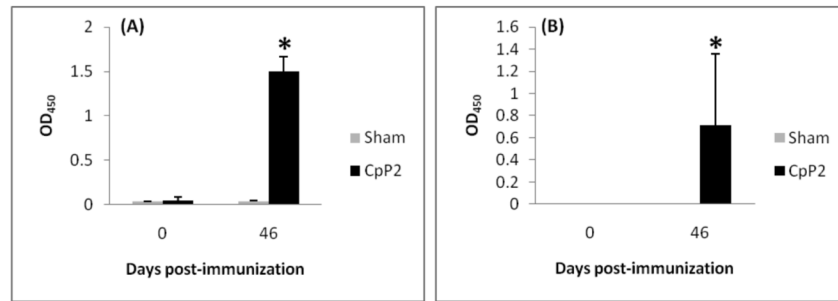 (A)
*
2
1.5
1
0.5
0
OD450
Sham
CpP2
0 46
Days post-immunization
(B)
*
1.6
1.4
1.2
1
0.8
0.6
0.4
0.2
0
OD450
Sham
CpP2
0 46
Days post-immunization